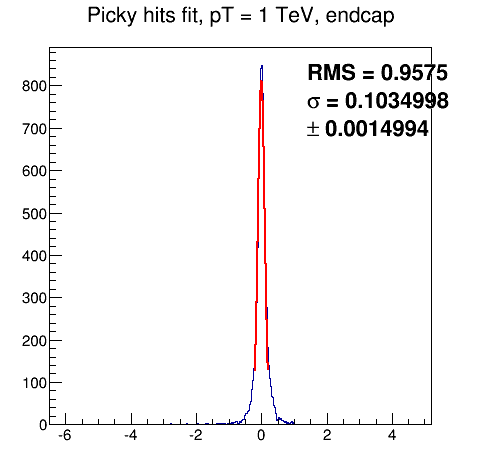 Picky hits fit, pT = 1 TeV, endcap
RMS = 0.9575
σ = 0.1034998
± 0.0014994
800
700
600
500
400
300
200
100
0
-6 -4 -2 0 2 4